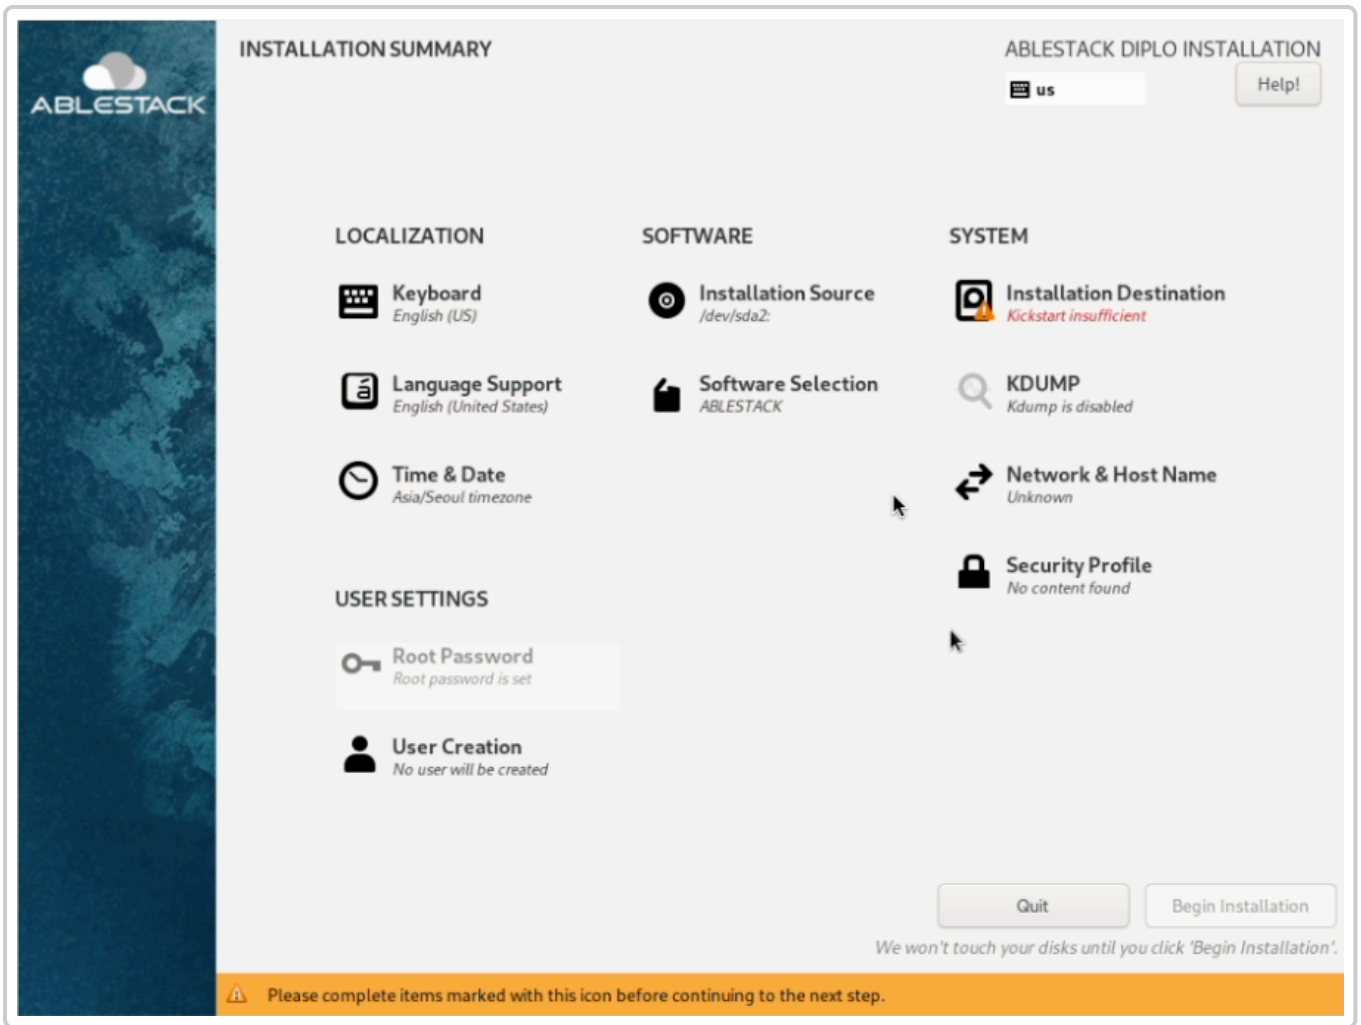 ABLESTACK
INSTALLATION SUMMARY
ABLESTACK DIPLO INSTALLATION
us
Help!
LOCALIZATION
Keyboard
English (US)
Language Support
English (United States)
Time & Date
Asia/Seoul timezone
SOFTWARE
Installation Source
/dev/sda2:
Software Selection
ABLESTACK
SYSTEM
Installation Destination
Kickstart insufficient
KDUMP
Kdump is disabled
Network & Host Name
Unknown
Security Profile
No content found
USER SETTINGS
Root Password
Root password is set
User Creation
No user will be created
Quit
Begin Installation
We won't touch your disks until you click 'Begin Installation'.
Please complete items marked with this icon before continuing to the next step.